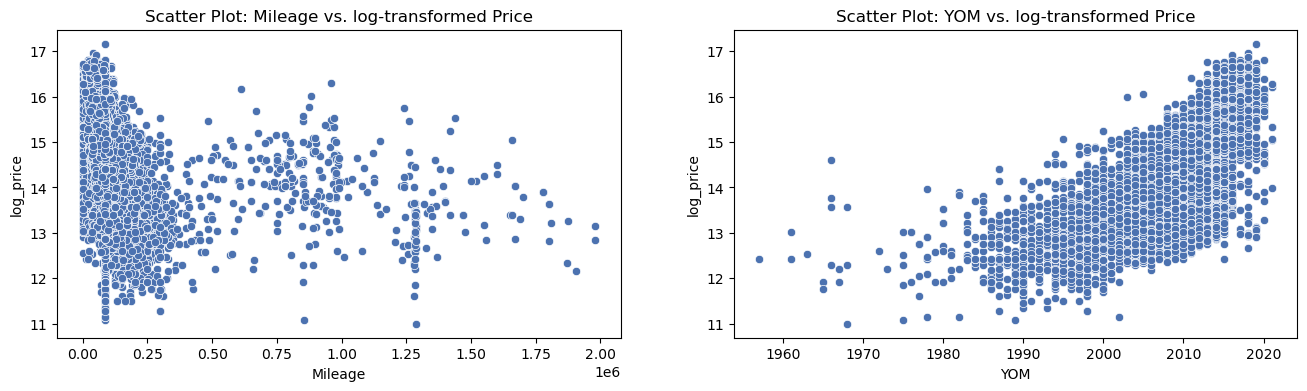 Scatter Plot: Mileage vs. log-transformed Price
17
16
15
14
13
12
11
log_price
0.00 0.25 0.50 0.75 1.00 1.25 1.50 1.75 2.00
1e6
Mileage
Scatter Plot: YOM vs. log-transformed Price
17
16
15
14
13
12
11
log_price
1960 1970 1980 1990 2000 2010 2020
YOM